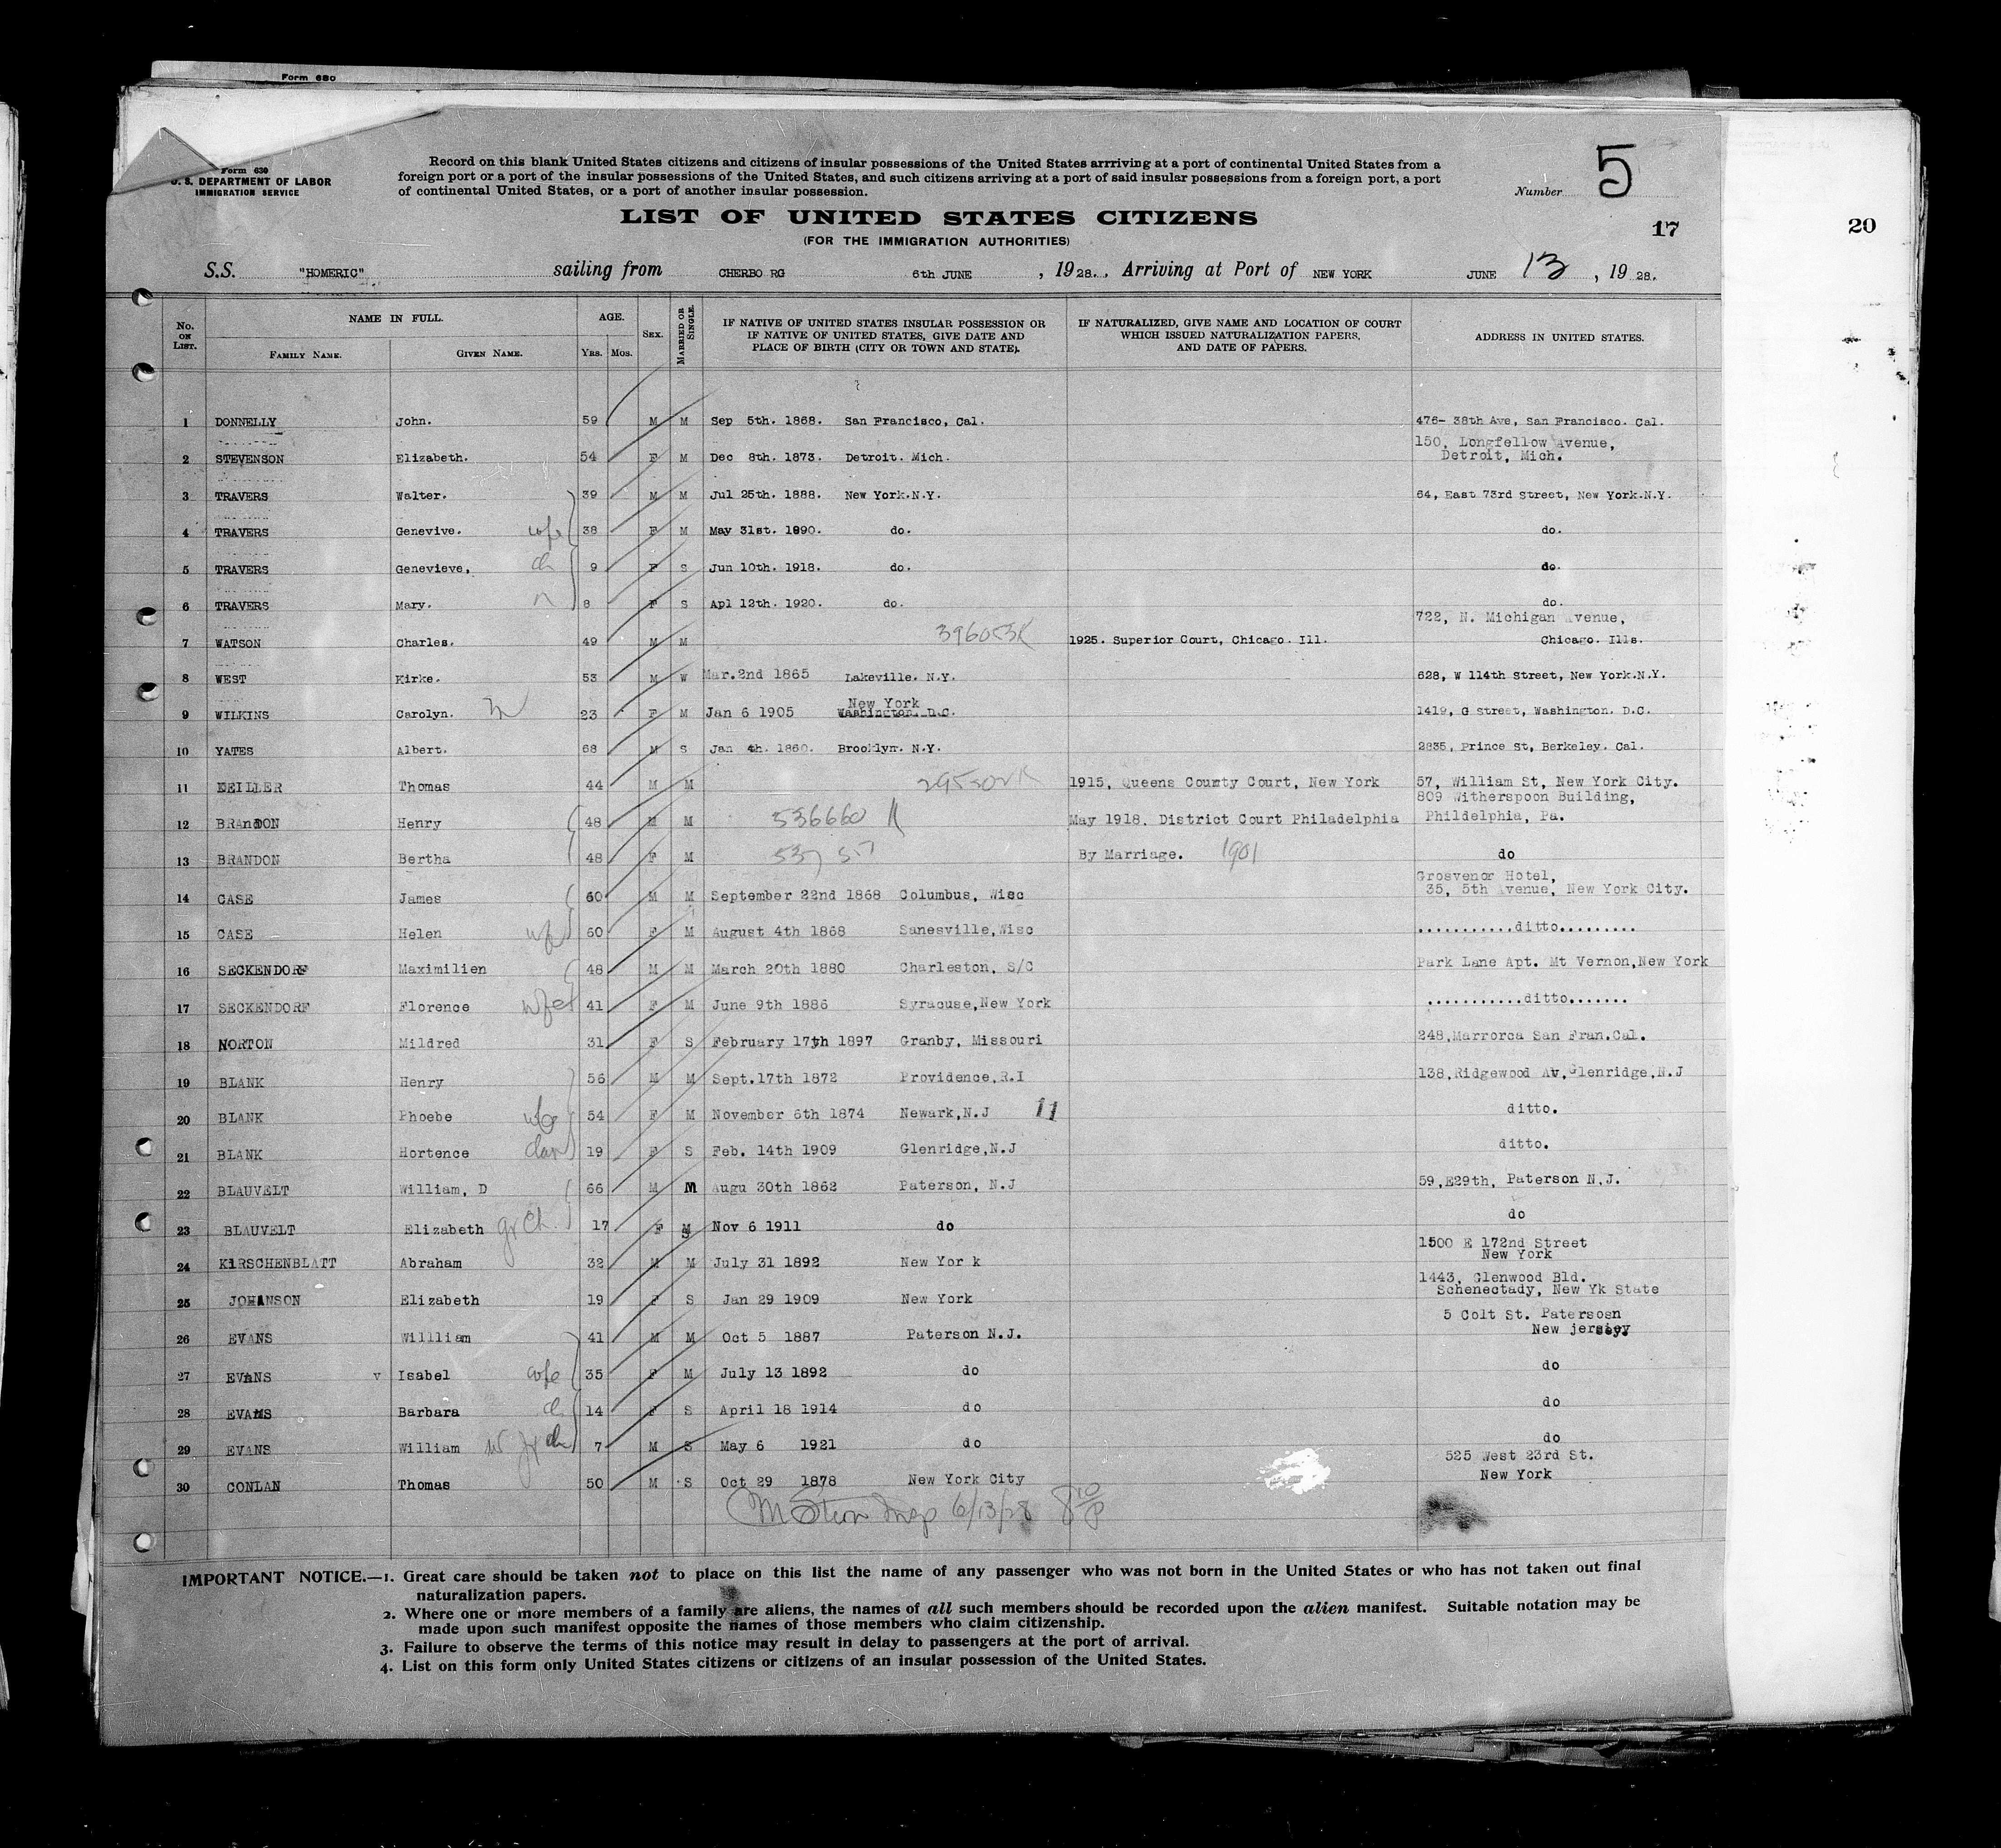 Form 630
Form 630
U. S. DEPARTMENT OF LABOR
IMMIGRATION SERVICE
Record on this blank United States citizens and citizens of insular possessions of the United States arrriving at a port of continental United States from a
foreign port or a port of the insular possessions of the United States, and such citizens arriving at a port of said insular possessions from a foreign port, a port
of continental United States, or a port of another insular possession.
Number 5
LIST OF UNITED STATES CITIZENS
(FOR THE IMMIGRATION AUTHORITIES)
17
20
S.S. "HOMERIC" sailing from CHERBO RG 6th JUNE , 1928., Arriving at Port of NEW YORK JUNE 13, 1928.
No. ON LIST.
NAME IN FULL.
FAMILY NAME.
GIVEN NAME.
AGE.
YRS. MOS.
SEX.
MARRIED OR SINGLE.
IF NATIVE OF UNITED STATES INSULAR POSSESSION OR
IF NATIVE OF UNITED STATES, GIVE DATE AND
PLACE OF BIRTH (CITY OR TOWN AND STATE).
IF NATURALIZED, GIVE NAME AND LOCATION OF COURT
WHICH ISSUED NATURALIZATION PAPERS,
AND DATE OF PAPERS.
ADDRESS IN UNITED STATES.
1 DONNELLY John. 59 M M Sep 5th. 1868. San Francisco, Cal. 476- 38th Ave, San Francisco. Cal.
150, Longfellow Avenue,
2 STEVENSON Elizabeth. 54 F M Dec 8th. 1873. Detroit. Mich. Detroit, Mich.
3 TRAVERS Walter. 39 M M Jul 25th. 1888. New York.N.Y. 64, East 73rd Street, New York.N.Y.
4 TRAVERS Genevive. wife 38 F M May 31st. 1890. do. do.
5 TRAVERS Genevieve, ch 9 F S Jun 10th. 1918. do. do.
6 TRAVERS Mary. 8 F S Apl 12th. 1920. do. do.
722, N. Michigan Avenue,
7 WATSON Charles. 49 M M 1925. Superior Court, Chicago. Ill. Chicago. Ills.
8 WEST Kirke. 53 M W Mar.2nd 1865 Lakeville. N.Y. 628, W 114th Street, New York.N.Y.
New York
9 WILKINS Carolyn. 23 F M Jan 6 1905 Washington. D.C. 1419, G street, Washington. D.C.
10 YATES Albert. 68 M S Jan 4th. 1860. Brooklyn. N.Y. 2835, Prince St, Berkeley. Cal.
11 Thomas 44 M M 1915, Queens County Court, New York 57, William St, New York City.
809 Witherspoon Building,
12 BRAnDON Henry 48 M M 536660 May 1918. District Court Philadelphia Phildelphia, Pa.
13 BRANDON Bertha 48 F M By Marriage. 1901 do
Grosvenor Hotel,
14 CASE James 60 M M September 22nd 1868 Columbus, Wisc 35, 5th Avenue, New York City.
15 CASE Helen wf 60 F M August 4th 1868 Sanesville,Wisc ............ditto.........
16 SECKENDORF Maximilien 48 M M March 20th 1880 Charleston, S/C Park Lane Apt. Mt Vernon,New York
17 SECKENDORF Florence wife 41 F M June 9th 1886 Syracuse,New York ...........ditto.......
18 NORTON Mildred 31 F S February 17th 1897 Granby, Missouri 248,Marrorca San Fran.Cal.
19 BLANK Henry 56 M M Sept.17th 1872 Providence,R.I 138,Ridgewood Av,Glenridge,N.J
20 BLANK Phoebe wfe 54 F M November 6th 1874 Newark,N.J 11 ditto.
21 BLANK Hortence dau 19 F S Feb. 14th 1909 Glenridge,N.J ditto.
22 BLAUVELT William, D 66 M M Augu 30th 1862 Paterson, N.J 59,E29th, Paterson N.J.
23 BLAUVELT Elizabeth gr ch. 17 F S Nov 6 1911 do do
1500 E 172nd Street
24 KIRSCHENBLATT Abraham 32 M M July 31 1892 New Yor k New York
1443, Glenwood Bld.
25 JOHANSON Elizabeth 19 F S Jan 29 1909 New York Schenectady, New Yk State
5 Colt St. Patersosn
26 EVANS Willliam 41 M M Oct 5 1887 Paterson N.J. New jersey
27 EVANS v Isabel wife 35 F M July 13 1892 do do
28 EVANS Barbara ch 14 F S April 18 1914 do do
29 EVANS William ch 7 M S May 6 1921 do do
525 West 23rd St.
30 CONLAN Thomas 50 M S Oct 29 1878 New York City New York
Insp 6/13/28
IMPORTANT NOTICE.—1. Great care should be taken not to place on this list the name of any passenger who was not born in the United States or who has not taken out final
naturalization papers.
2. Where one or more members of a family are aliens, the names of all such members should be recorded upon the alien manifest. Suitable notation may be
made upon such manifest opposite the names of those members who claim citizenship.
3. Failure to observe the terms of this notice may result in delay to passengers at the port of arrival.
4. List on this form only United States citizens or citizens of an insular possession of the United States.